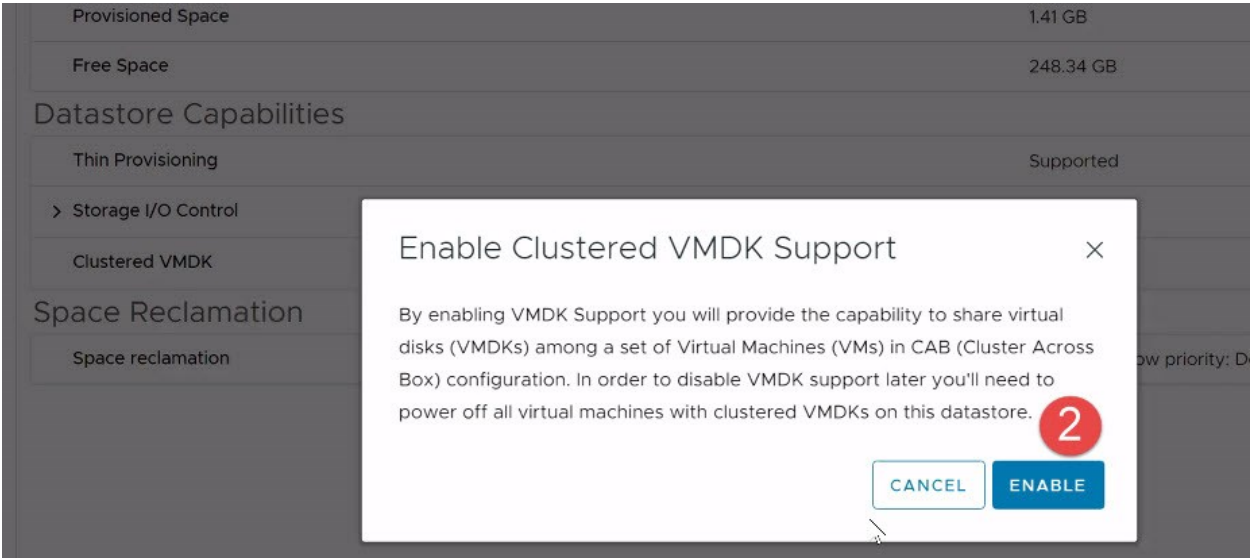 Provisioned Space 1.41 GB
Free Space 248.34 GB
Datastore Capabilities
Thin Provisioning Supported
> Storage I/O Control
Clustered VMDK
Space Reclamation
Space reclamation ow priority: D
Enable Clustered VMDK Support
By enabling VMDK Support you will provide the capability to share virtual
disks (VMDKs) among a set of Virtual Machines (VMs) in CAB (Cluster Across
Box) configuration. In order to disable VMDK support later you'll need to
power off all virtual machines with clustered VMDKs on this datastore.
2
CANCEL ENABLE